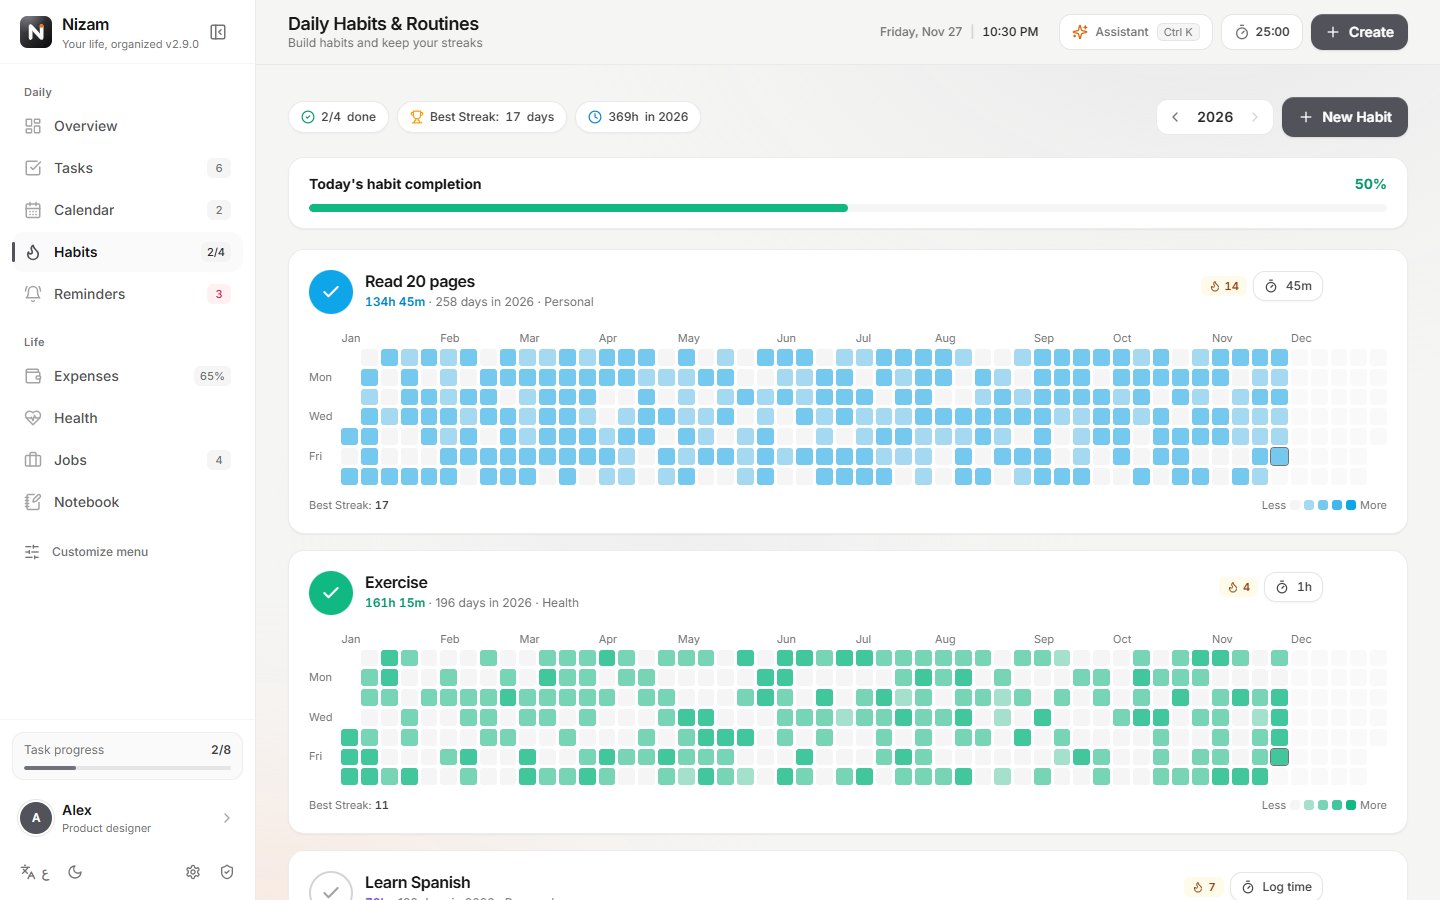 Nizam
Your life, organized v2.9.0
Daily
Overview
Tasks 6
Calendar 2
Habits 2/4
Reminders 3
Life
Expenses 65%
Health
Jobs 4
Notebook
Customize menu
Task progress 2/8
A
Alex
Product designer
ع
Daily Habits & Routines
Build habits and keep your streaks
Friday, Nov 27 | 10:30 PM
Assistant Ctrl K
25:00
+ Create
2/4 done
Best Streak: 17 days
369h in 2026
2026
+ New Habit
Today's habit completion 50%
Read 20 pages
134h 45m · 258 days in 2026 · Personal
14
45m
Jan Feb Mar Apr May Jun Jul Aug Sep Oct Nov Dec
Mon
Wed
Fri
Best Streak: 17
Less More
Exercise
161h 15m · 196 days in 2026 · Health
4
1h
Jan Feb Mar Apr May Jun Jul Aug Sep Oct Nov Dec
Mon
Wed
Fri
Best Streak: 11
Less More
Learn Spanish
7
Log time